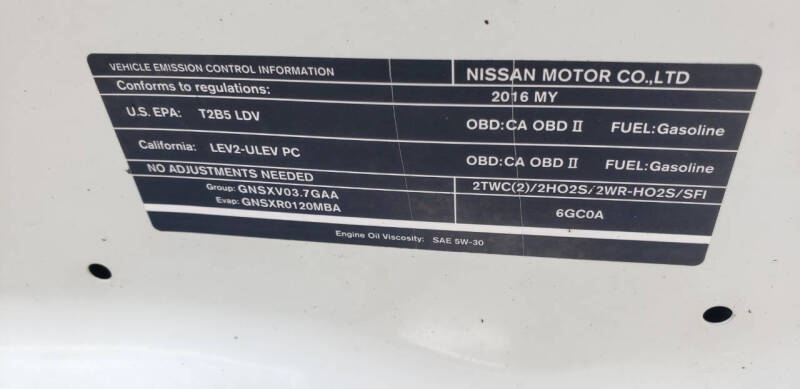 VEHICLE EMISSION CONTROL INFORMATION
NISSAN MOTOR CO.,LTD
Conforms to regulations:
2016 MY
U.S. EPA: T2B5 LDV
OBD:CA OBD II FUEL:Gasoline
California: LEV2-ULEV PC
OBD:CA OBD II FUEL:Gasoline
NO ADJUSTMENTS NEEDED
Group: GNSXV03.7GAA
2TWC(2)/2HO2S/2WR-HO2S/SFI
Evap: GNSXR0120MBA
6GC0A
Engine Oil Viscosity: SAE 5W-30